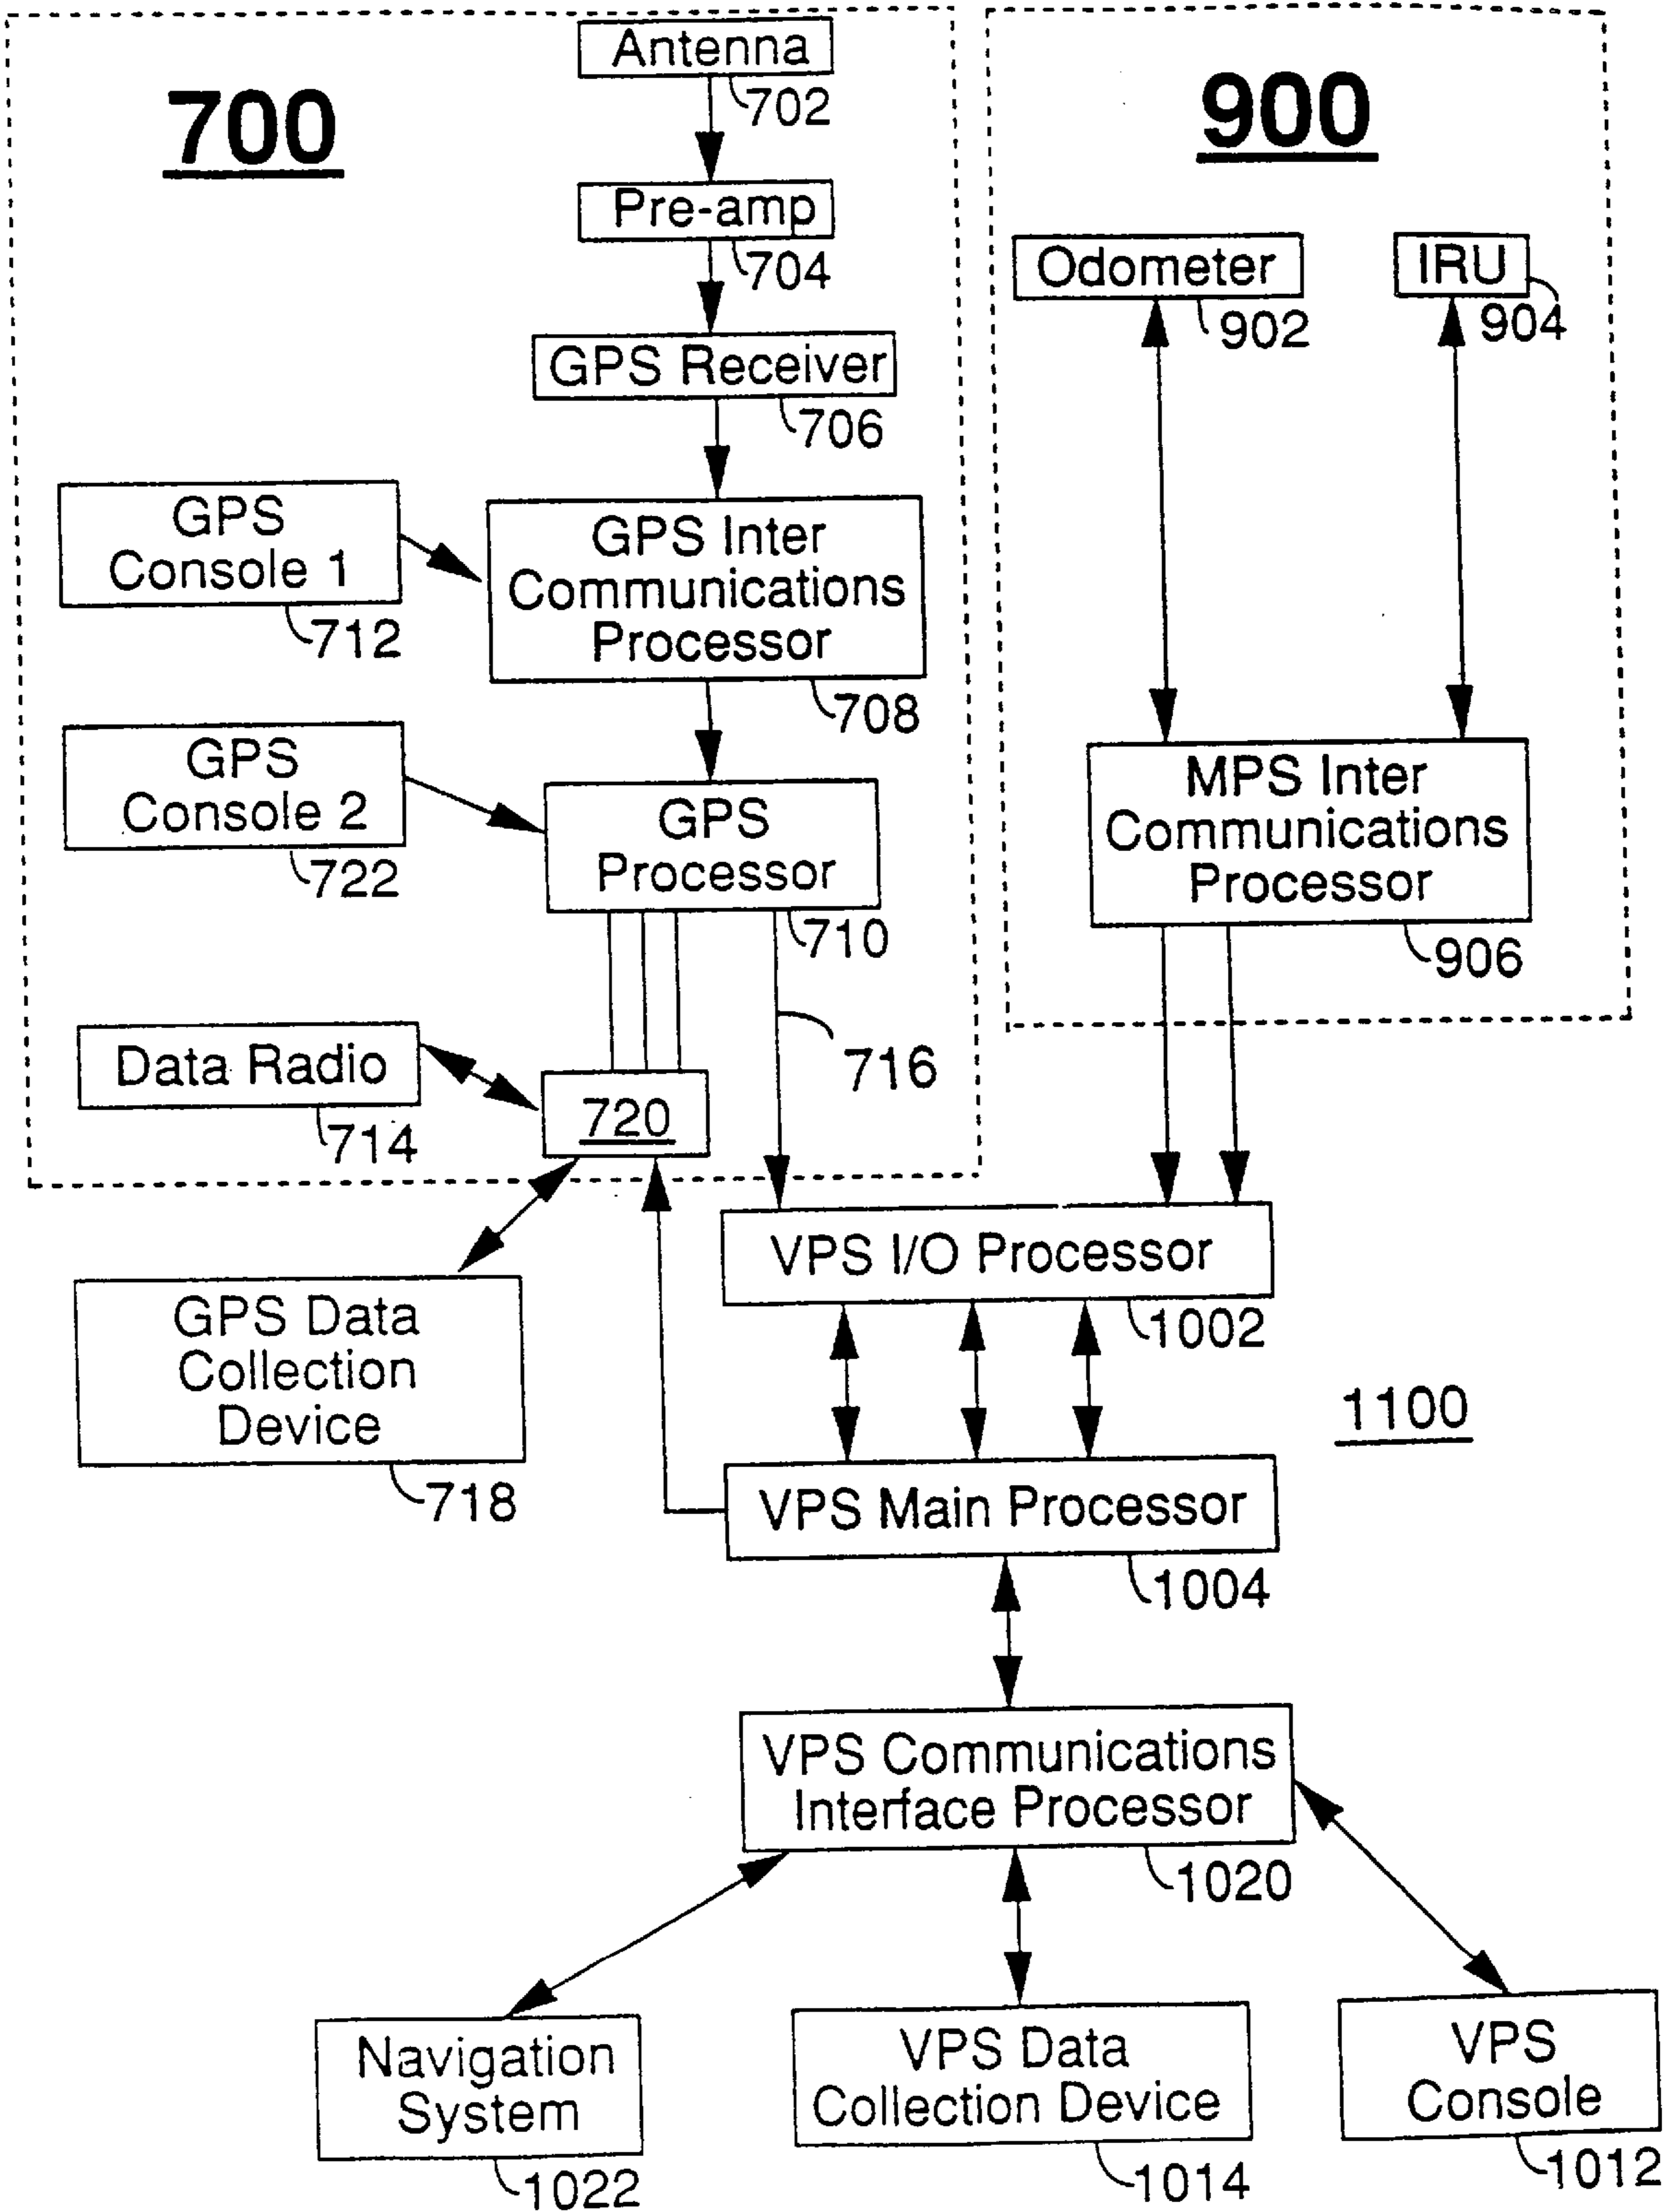 Antenna
702
700
900
Pre-amp
704
Odometer
902
IRU
904
GPS Receiver
706
GPS
Console 1
712
GPS Inter
Communications
Processor
708
GPS
Console 2
722
GPS
Processor
710
MPS Inter
Communications
Processor
906
Data Radio
714
720
716
VPS I/O Processor
1002
GPS Data
Collection
Device
718
1100
VPS Main Processor
1004
VPS Communications
Interface Processor
1020
Navigation
System
1022
VPS Data
Collection Device
1014
VPS
Console
1012